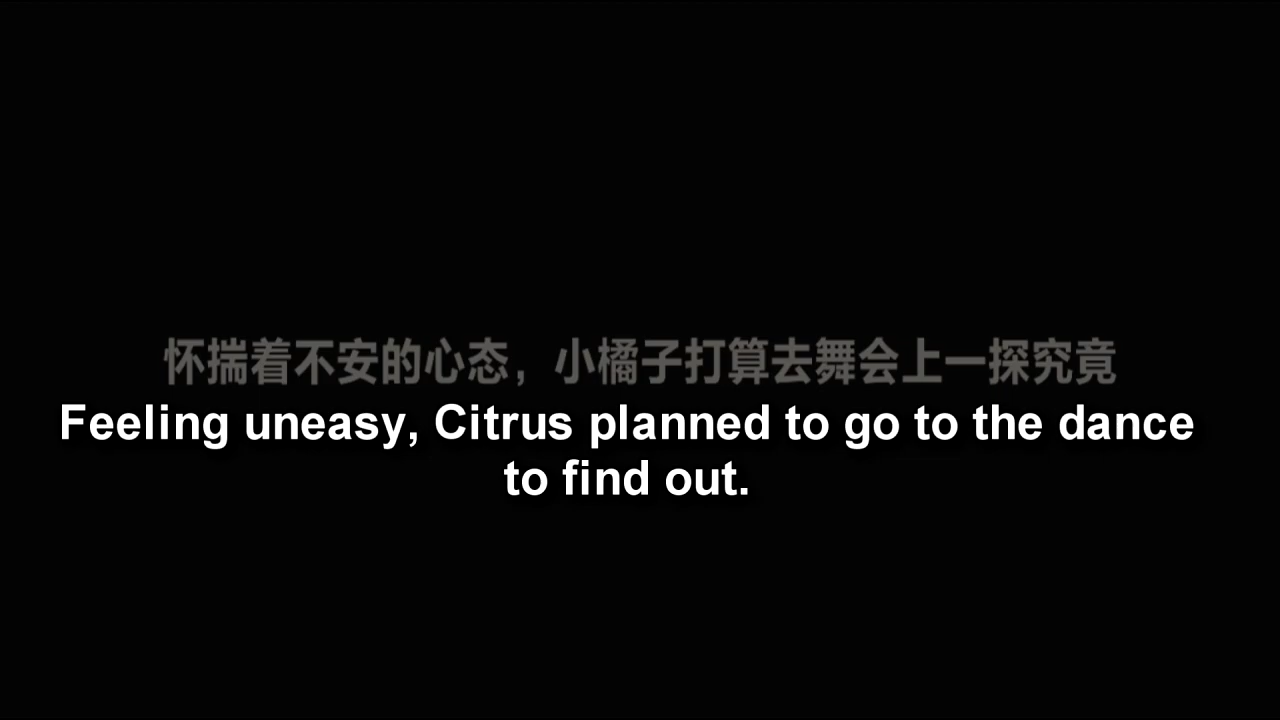 怀揣着不安的心态，小橘子打算去舞会上一探究竟
Feeling uneasy, Citrus planned to go to the dance
to find out.